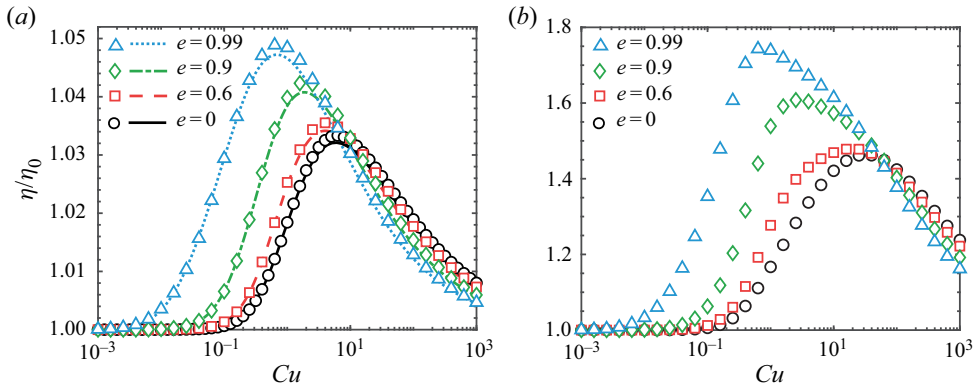 (a)
1.05
1.04
1.03
1.02
1.01
1.00
η/η₀
e = 0.99
e = 0.9
e = 0.6
e = 0
10⁻³
10⁻¹
10¹
10³
Cu
(b)
1.8
1.6
1.4
1.2
1.0
e = 0.99
e = 0.9
e = 0.6
e = 0
10⁻³
10⁻¹
10¹
10³
Cu